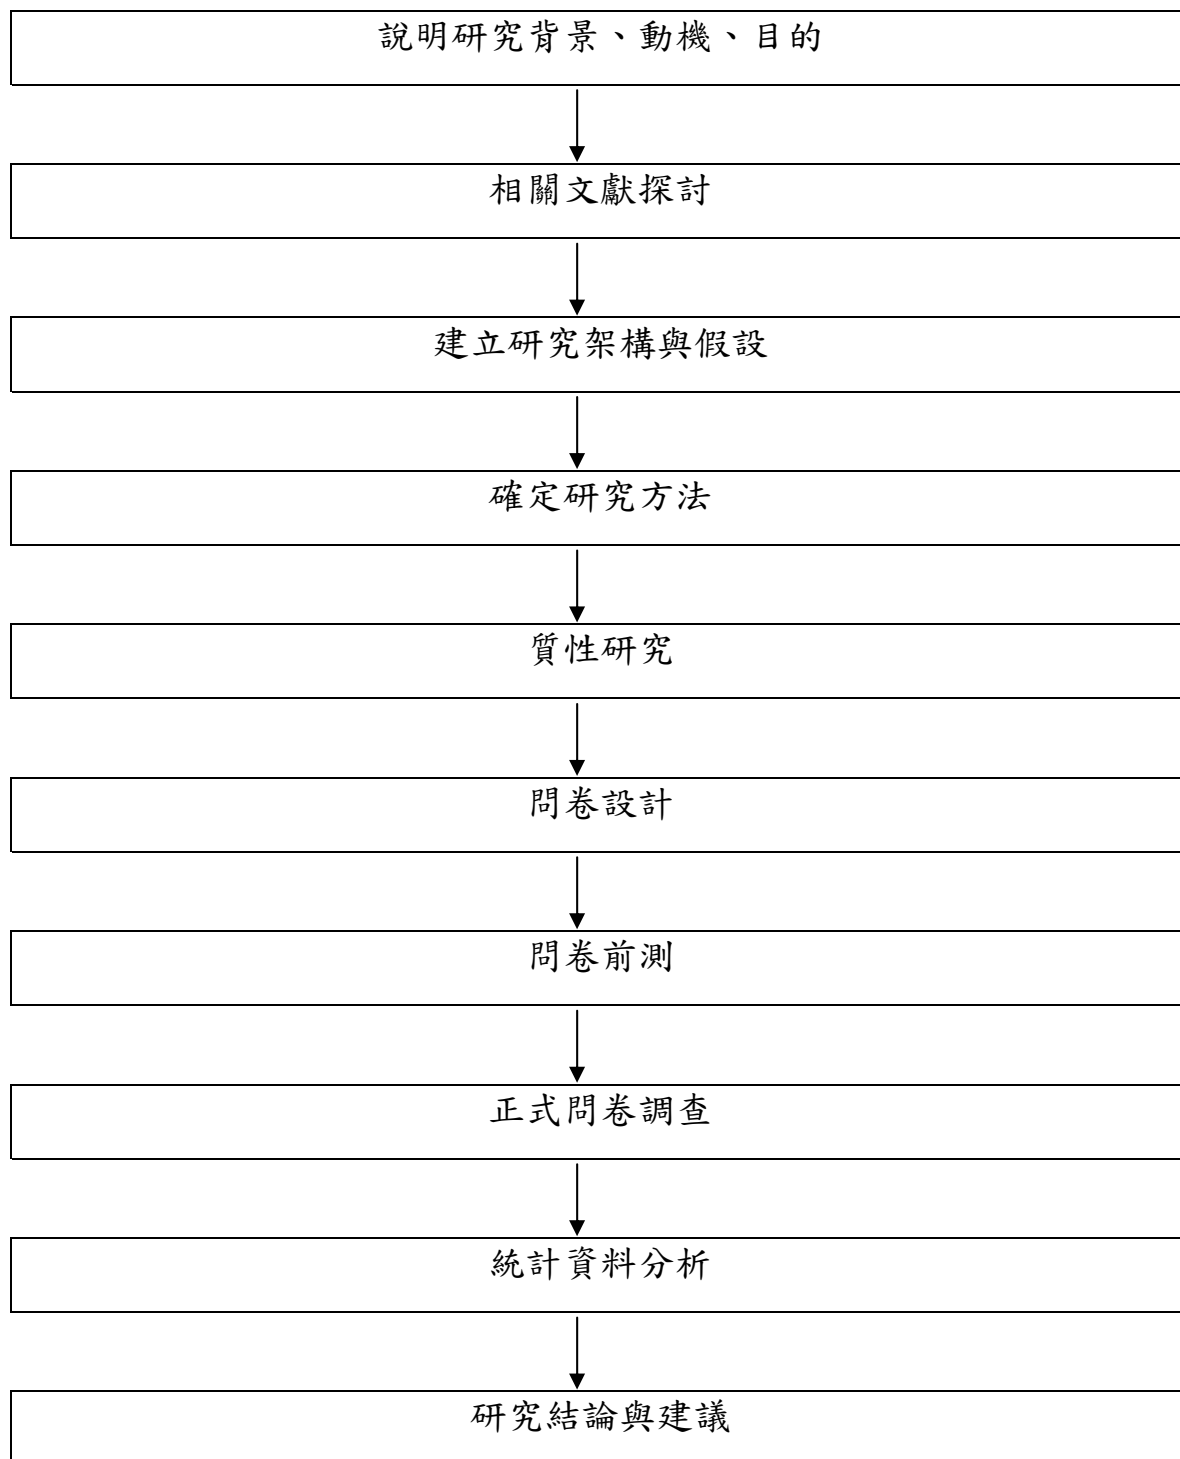 說明研究背景、動機、目的
相關文獻探討
建立研究架構與假設
確定研究方法
質性研究
問卷設計
問卷前測
正式問卷調查
統計資料分析
研究結論與建議